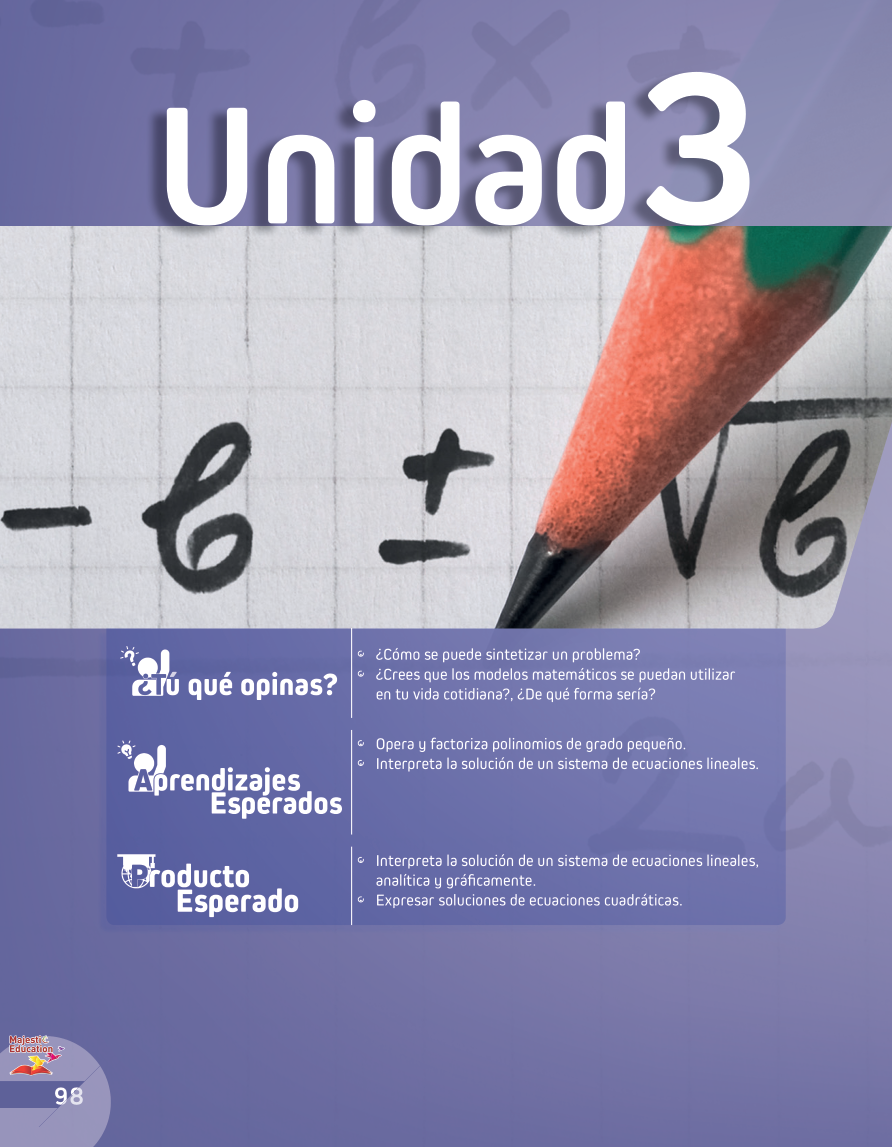 Unidad 3
- b ± √b
¿Tú qué opinas?
¿Cómo se puede sintetizar un problema?
¿Crees que los modelos matemáticos se puedan utilizar
en tu vida cotidiana?, ¿De qué forma sería?
Aprendizajes
Esperados
Opera y factoriza polinomios de grado pequeño.
Interpreta la solución de un sistema de ecuaciones lineales.
Producto
Esperado
Interpreta la solución de un sistema de ecuaciones lineales,
analítica y gráficamente.
Expresar soluciones de ecuaciones cuadráticas.
2a
Majestic
Education
98